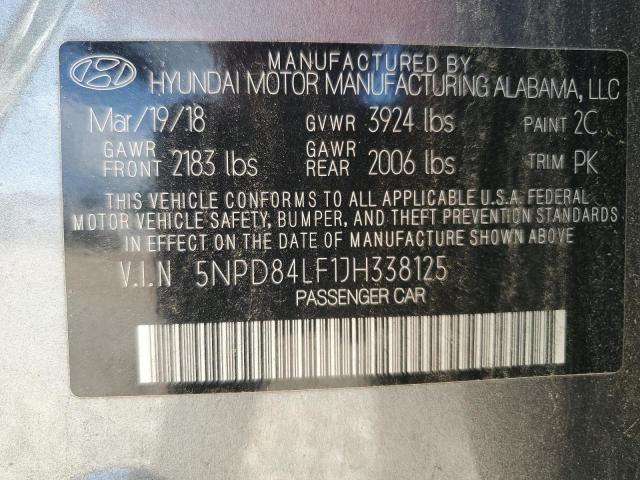 MANUFACTURED BY
HYUNDAI MOTOR MANUFACTURING ALABAMA, LLC
Mar/19/18 GVWR 3924 lbs PAINT 2C
GAWR FRONT 2183 lbs GAWR REAR 2006 lbs TRIM PK
THIS VEHICLE CONFORMS TO ALL APPLICABLE U.S.A. FEDERAL
MOTOR VEHICLE SAFETY, BUMPER, AND THEFT PREVENTION STANDARDS
IN EFFECT ON THE DATE OF MANUFACTURE SHOWN ABOVE.
V.I.N 5NPD84LF1JH338125
PASSENGER CAR